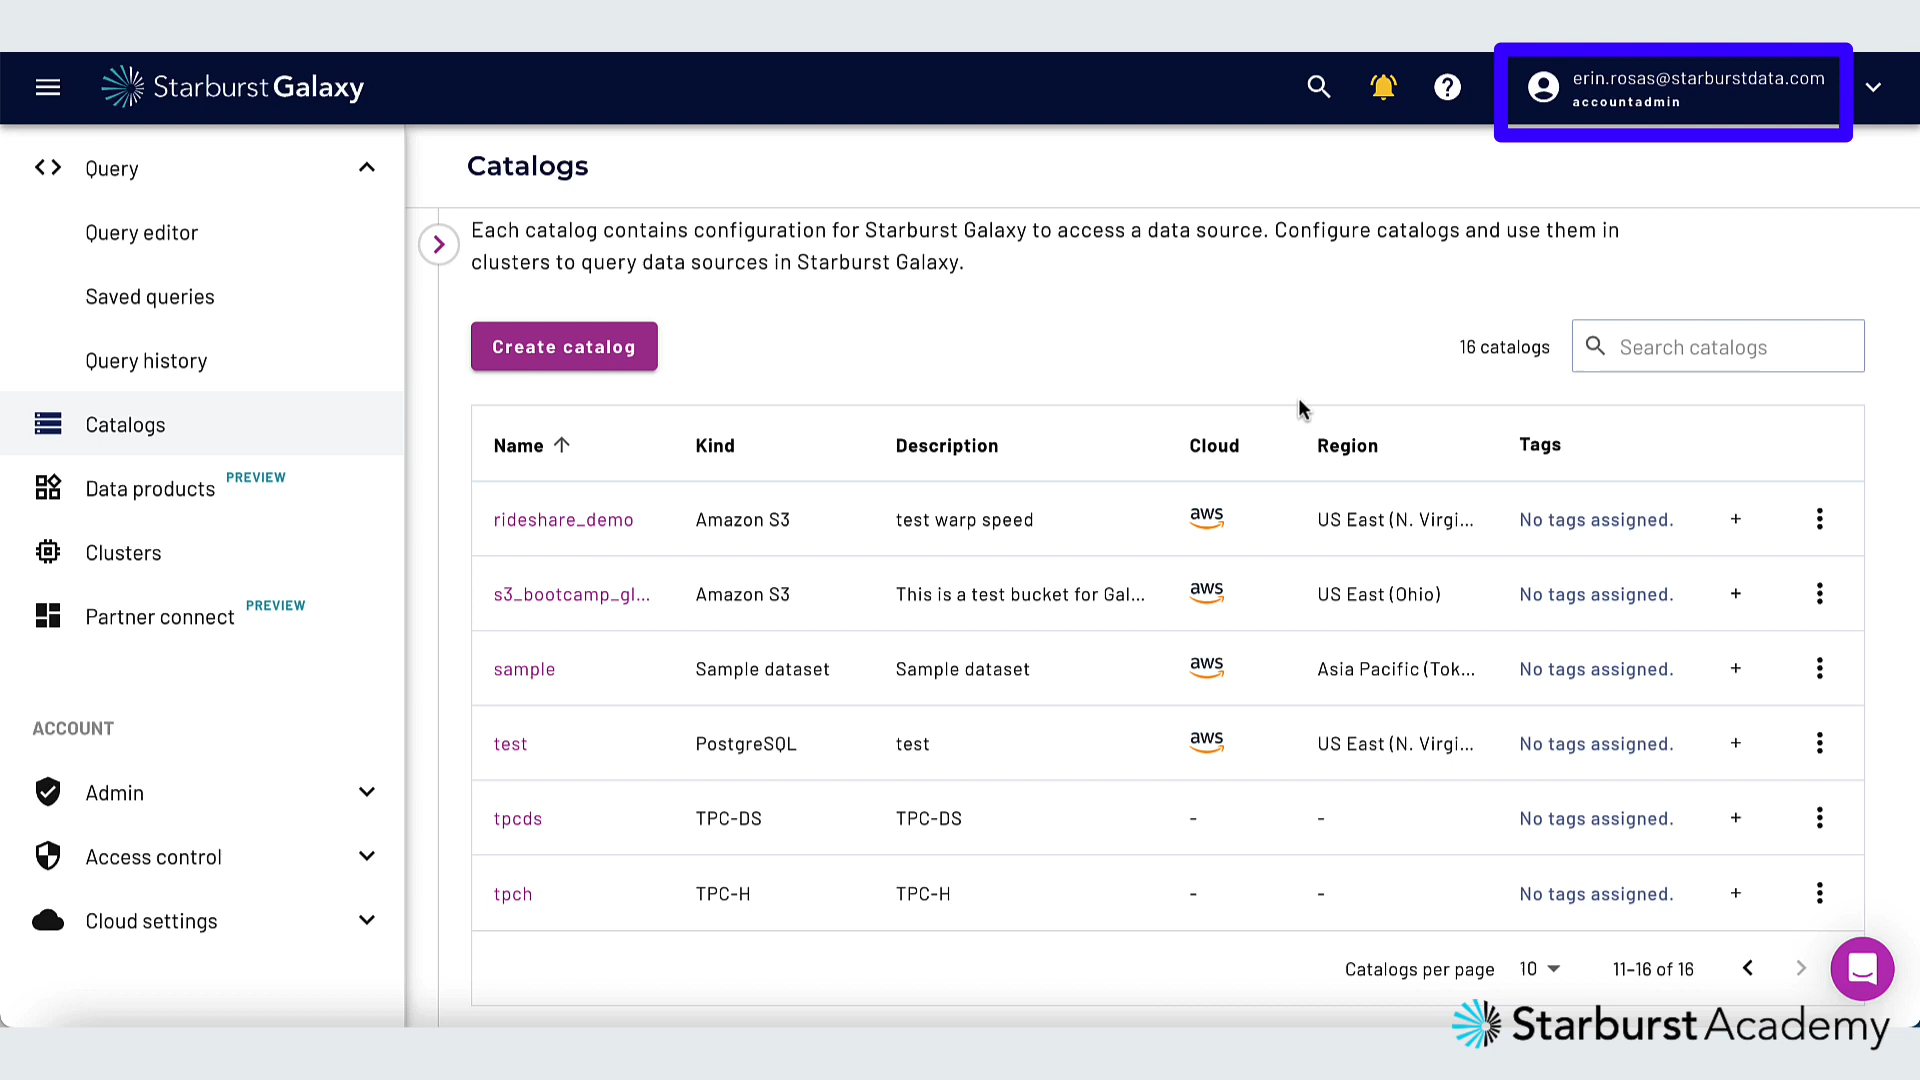 Starburst Galaxy
erin.rosas@starburstdata.com
accountadmin
Query
Query editor
Saved queries
Query history
Catalogs
Data products PREVIEW
Clusters
Partner connect PREVIEW
ACCOUNT
Admin
Access control
Cloud settings
Catalogs
Each catalog contains configuration for Starburst Galaxy to access a data source. Configure catalogs and use them in
clusters to query data sources in Starburst Galaxy.
Create catalog
16 catalogs
Search catalogs
Name Kind Description Cloud Region Tags
rideshare_demo Amazon S3 test warp speed aws US East (N. Virgi... No tags assigned. +
s3_bootcamp_gl... Amazon S3 This is a test bucket for Gal... aws US East (Ohio) No tags assigned. +
sample Sample dataset Sample dataset aws Asia Pacific (Tok... No tags assigned. +
test PostgreSQL test aws US East (N. Virgi... No tags assigned. +
tpcds TPC-DS TPC-DS - - No tags assigned. +
tpch TPC-H TPC-H - - No tags assigned. +
Catalogs per page 10 11–16 of 16
Starburst Academy